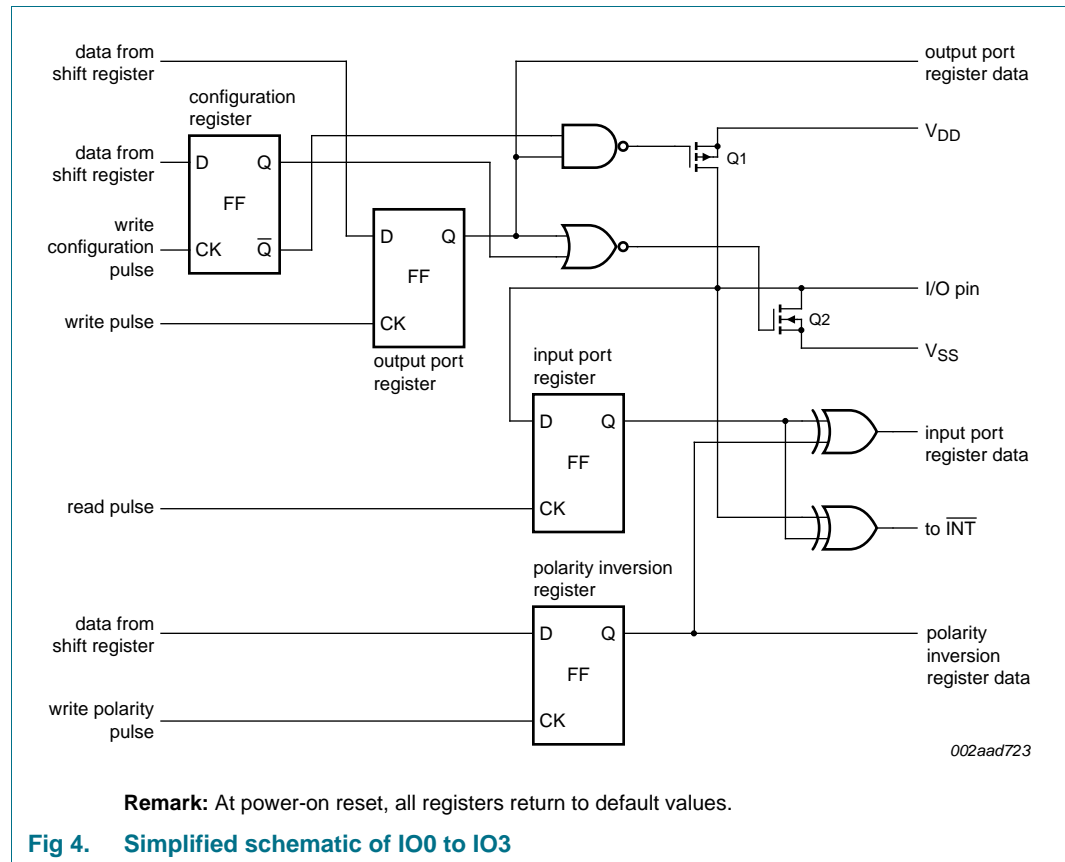 data from
shift register
output port
register data
configuration
register
V_DD
Q1
data from
shift register
D
Q
FF
write
configuration
pulse
CK
Q̅
D
Q
FF
CK
write pulse
output port
register
I/O pin
Q2
V_SS
input port
register
D
Q
FF
CK
input port
register data
read pulse
to I̅N̅T̅
polarity inversion
register
data from
shift register
D
Q
FF
CK
polarity
inversion
register data
write polarity
pulse
002aad723
Remark: At power-on reset, all registers return to default values.
Fig 4. Simplified schematic of IO0 to IO3